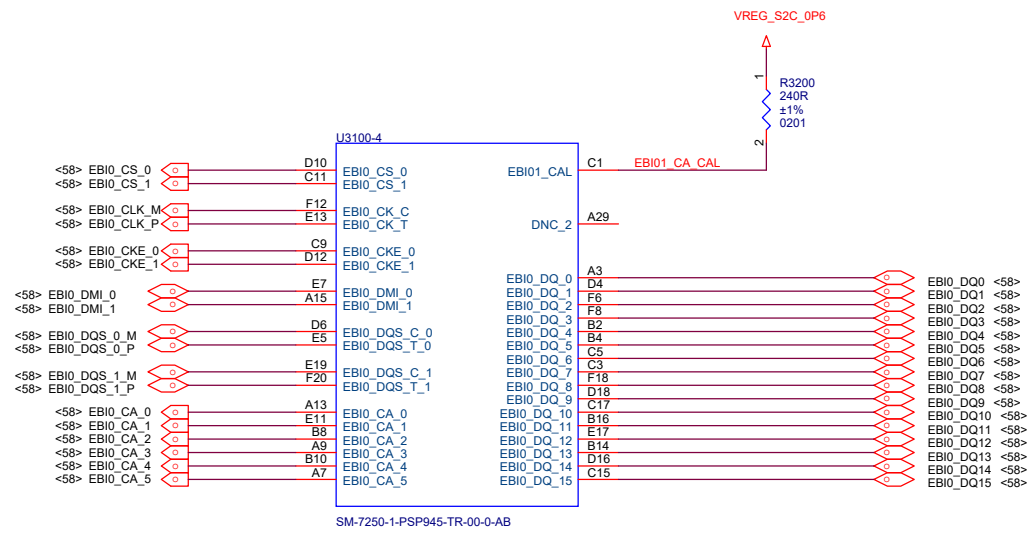 VREG_S2C_0P6
1
R3200
240R
±1%
0201
2
U3100-4
<58> EBI0_CS_0 D10 EBI0_CS_0 EBI01_CAL C1 EBI01_CA_CAL
<58> EBI0_CS_1 C11 EBI0_CS_1
<58> EBI0_CLK_M F12 EBI0_CK_C
<58> EBI0_CLK_P E13 EBI0_CK_T DNC_2 A29
<58> EBI0_CKE_0 C9 EBI0_CKE_0
<58> EBI0_CKE_1 D12 EBI0_CKE_1
EBI0_DQ_0 A3 EBI0_DQ0 <58>
<58> EBI0_DMI_0 E7 EBI0_DMI_0 EBI0_DQ_1 D4 EBI0_DQ1 <58>
<58> EBI0_DMI_1 A15 EBI0_DMI_1 EBI0_DQ_2 F6 EBI0_DQ2 <58>
EBI0_DQ_3 F8 EBI0_DQ3 <58>
<58> EBI0_DQS_0_M D6 EBI0_DQS_C_0 EBI0_DQ_4 B2 EBI0_DQ4 <58>
<58> EBI0_DQS_0_P E5 EBI0_DQS_T_0 EBI0_DQ_5 B4 EBI0_DQ5 <58>
EBI0_DQ_6 C5 EBI0_DQ6 <58>
<58> EBI0_DQS_1_M E19 EBI0_DQS_C_1 EBI0_DQ_7 C3 EBI0_DQ7 <58>
<58> EBI0_DQS_1_P F20 EBI0_DQS_T_1 EBI0_DQ_8 F18 EBI0_DQ8 <58>
EBI0_DQ_9 D18 EBI0_DQ9 <58>
<58> EBI0_CA_0 A13 EBI0_CA_0 EBI0_DQ_10 C17 EBI0_DQ10 <58>
<58> EBI0_CA_1 E11 EBI0_CA_1 EBI0_DQ_11 B16 EBI0_DQ11 <58>
<58> EBI0_CA_2 B8 EBI0_CA_2 EBI0_DQ_12 E17 EBI0_DQ12 <58>
<58> EBI0_CA_3 A9 EBI0_CA_3 EBI0_DQ_13 B14 EBI0_DQ13 <58>
<58> EBI0_CA_4 B10 EBI0_CA_4 EBI0_DQ_14 D16 EBI0_DQ14 <58>
<58> EBI0_CA_5 A7 EBI0_CA_5 EBI0_DQ_15 C15 EBI0_DQ15 <58>
SM-7250-1-PSP945-TR-00-0-AB